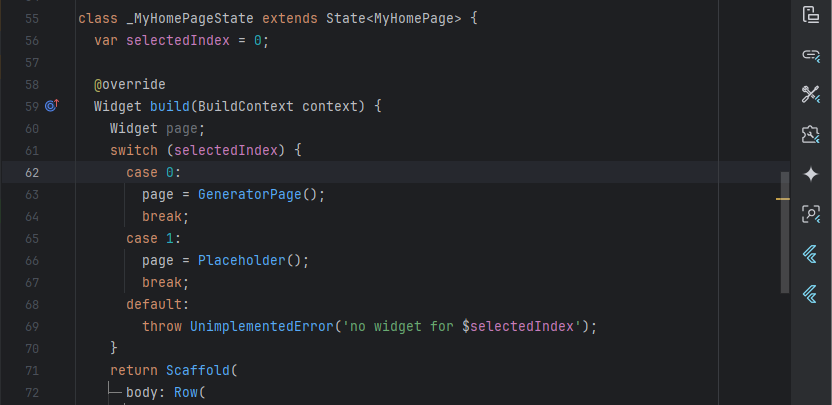 55 class _MyHomePageState extends State<MyHomePage> {
56   var selectedIndex = 0;
57
58   @override
59   Widget build(BuildContext context) {
60     Widget page;
61     switch (selectedIndex) {
62       case 0:
63         page = GeneratorPage();
64         break;
65       case 1:
66         page = Placeholder();
67         break;
68       default:
69         throw UnimplementedError('no widget for $selectedIndex');
70     }
71     return Scaffold(
72       body: Row(